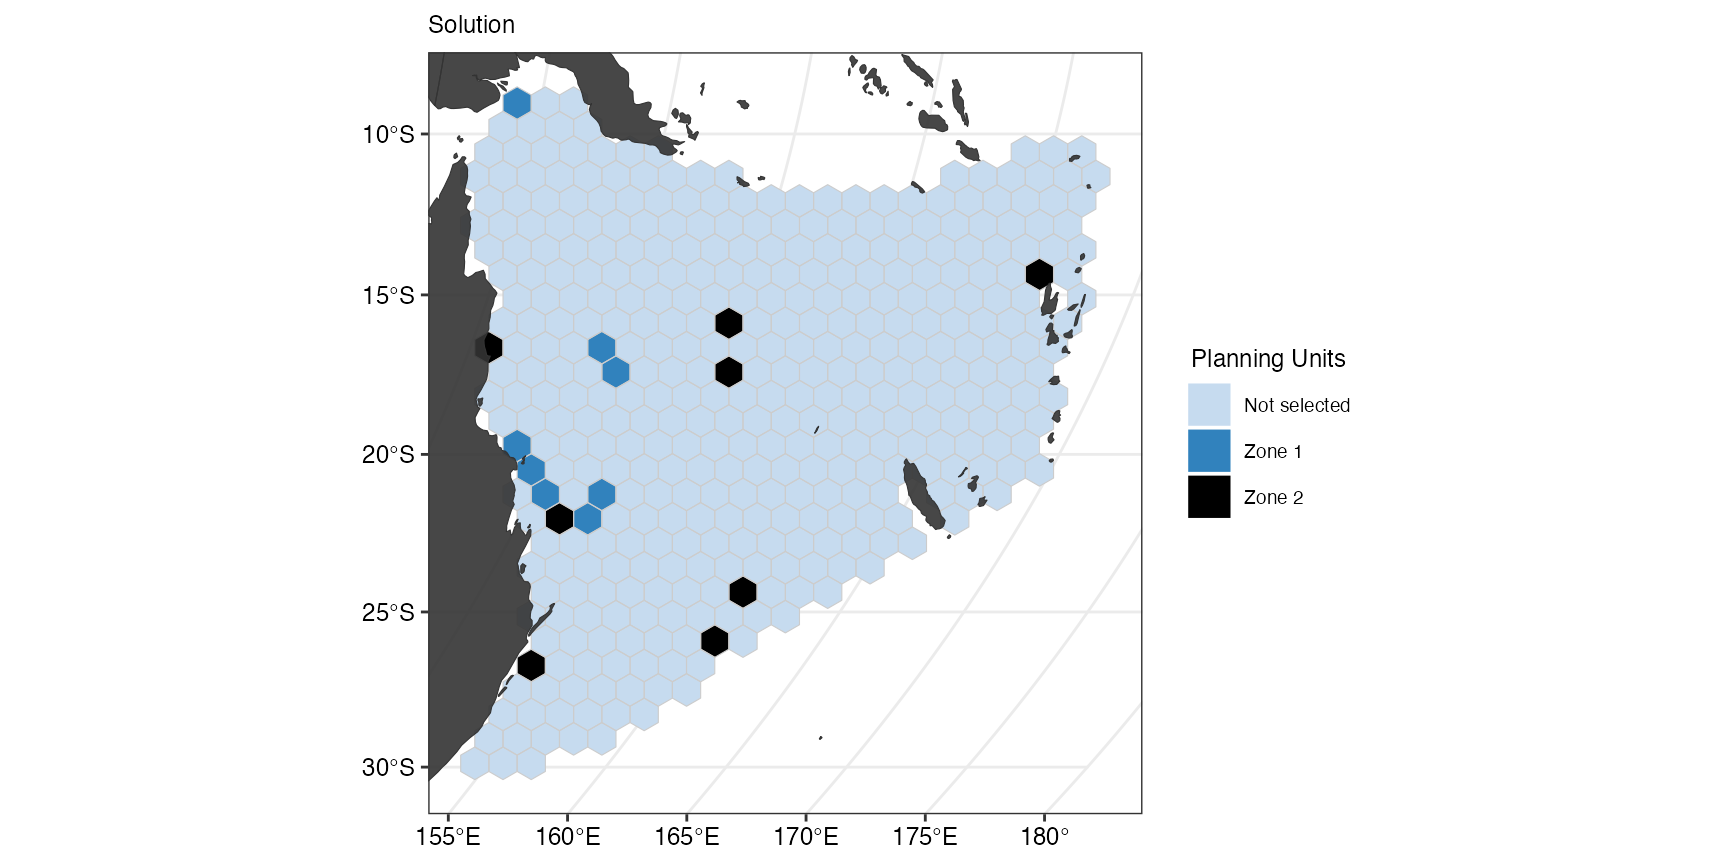 Solution
10°S
15°S
20°S
25°S
30°S
155°E 160°E 165°E 170°E 175°E 180°
Planning Units
Not selected
Zone 1
Zone 2